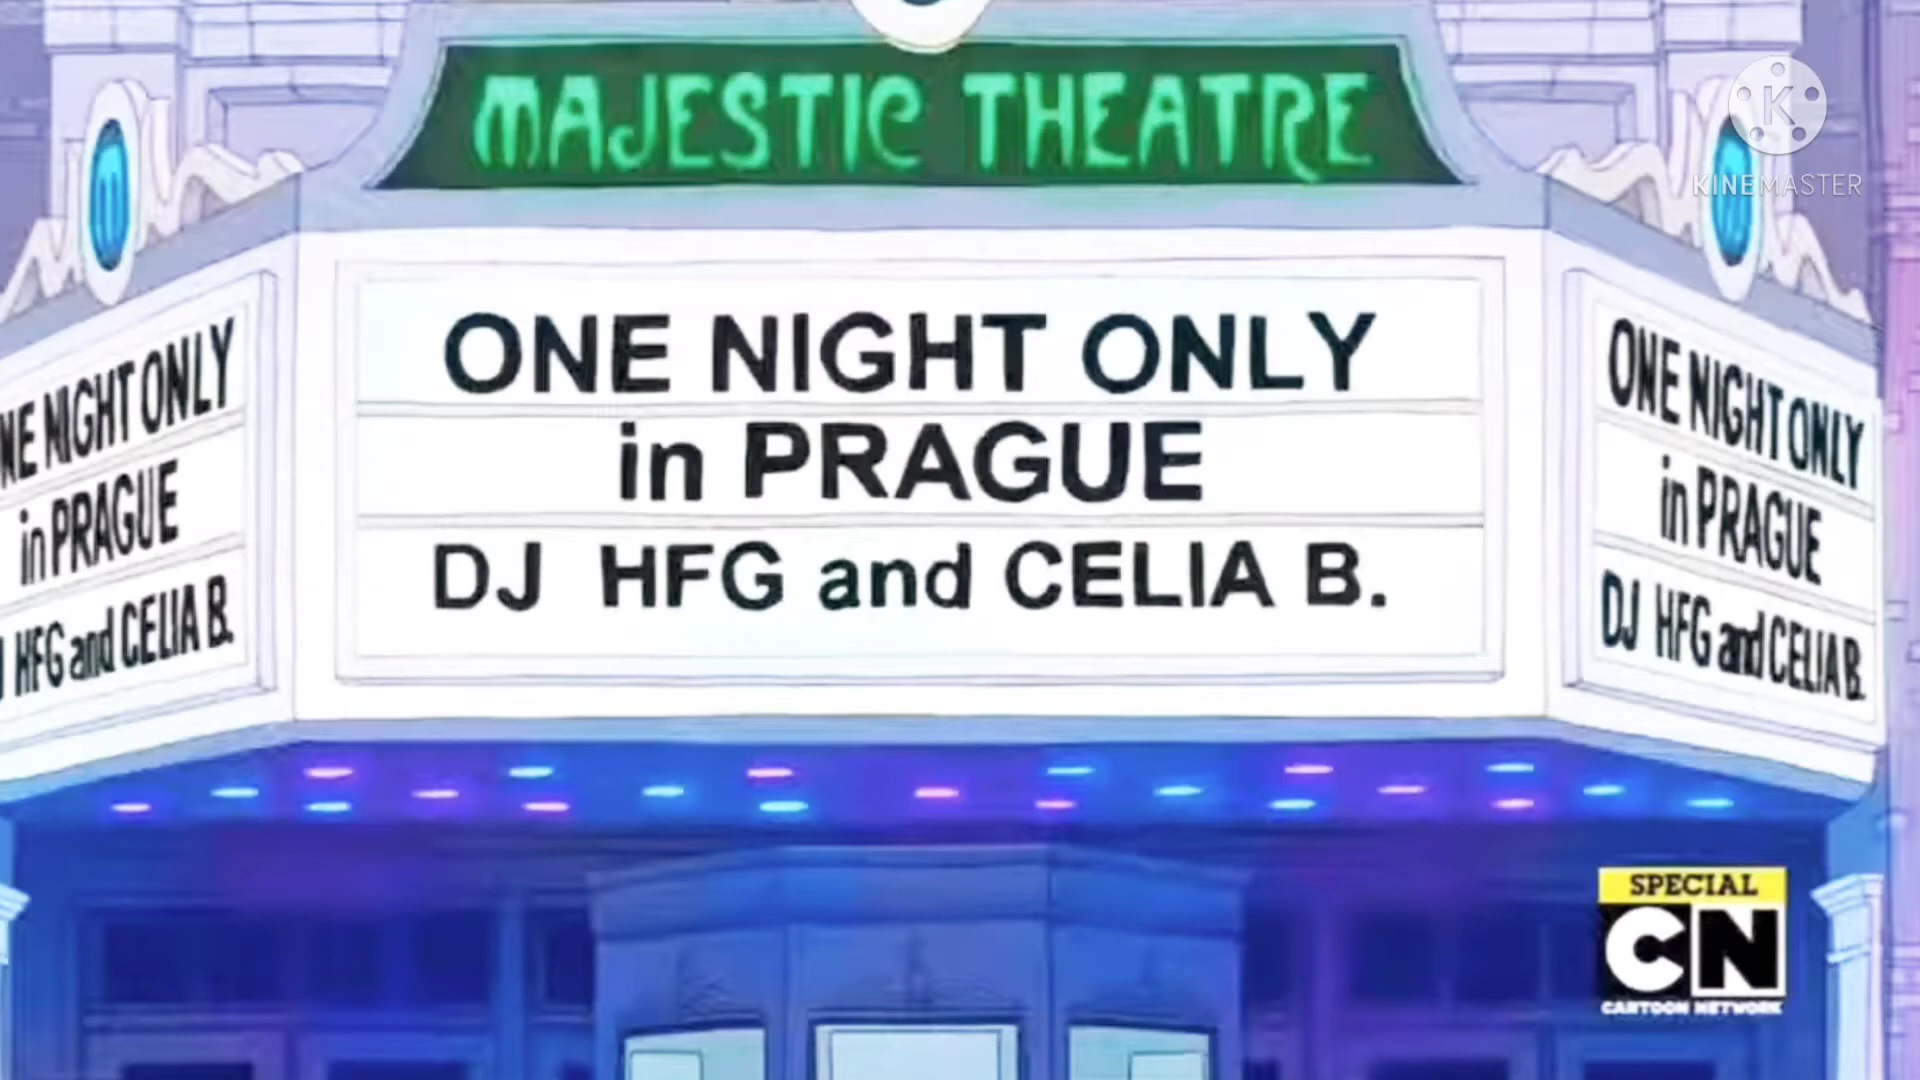 MAJESTIC THEATRE
K
KINEMASTER
NE NIGHT ONLY
in PRAGUE
HFG and CELIA B.
ONE NIGHT ONLY
in PRAGUE
DJ HFG and CELIA B.
ONE NIGHT ONLY
in PRAGUE
DJ HFG and CELIA B.
SPECIAL
CN
CARTOON NETWORK